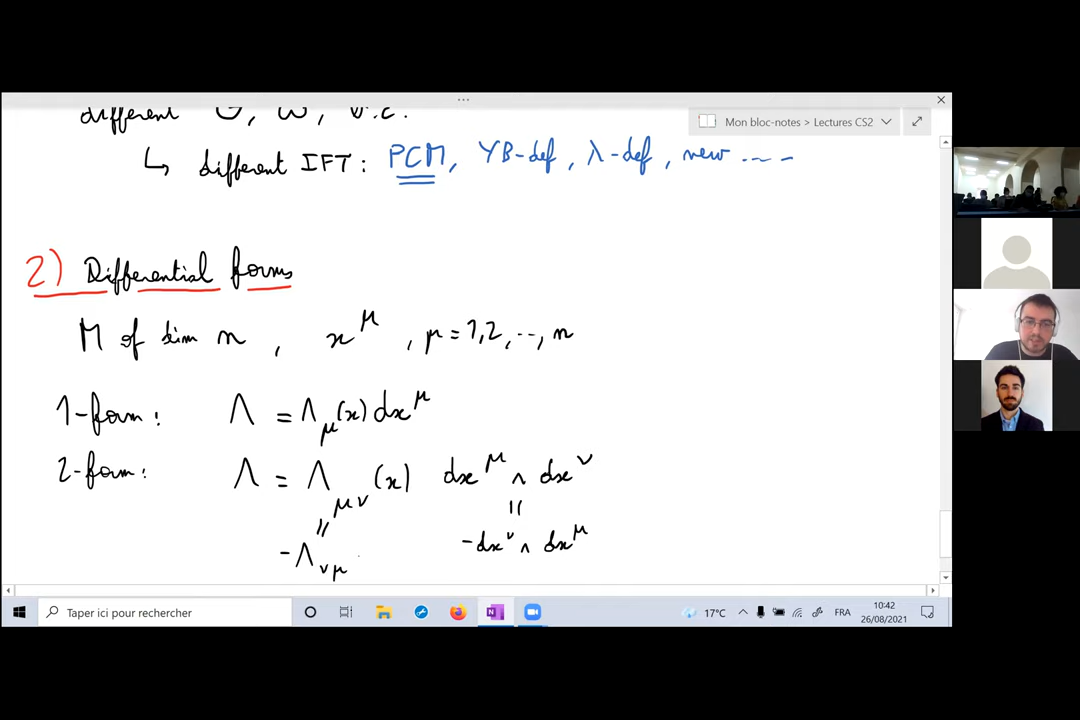 Mon bloc-notes > Lectures CS2
different Θ, ω, b.c.
↳ different IFT : PCM, YB-def, λ-def, new ....
2) Differential forms
M of dim n , x^μ , μ = 1,2, .., n
1-form : Λ = Λ_μ(x) dx^μ
2-form : Λ = Λ_μν (x) dx^μ ∧ dx^ν
= =
-Λ_νμ -dx^ν ∧ dx^μ
Taper ici pour rechercher
17°C
FRA
10:42
26/08/2021